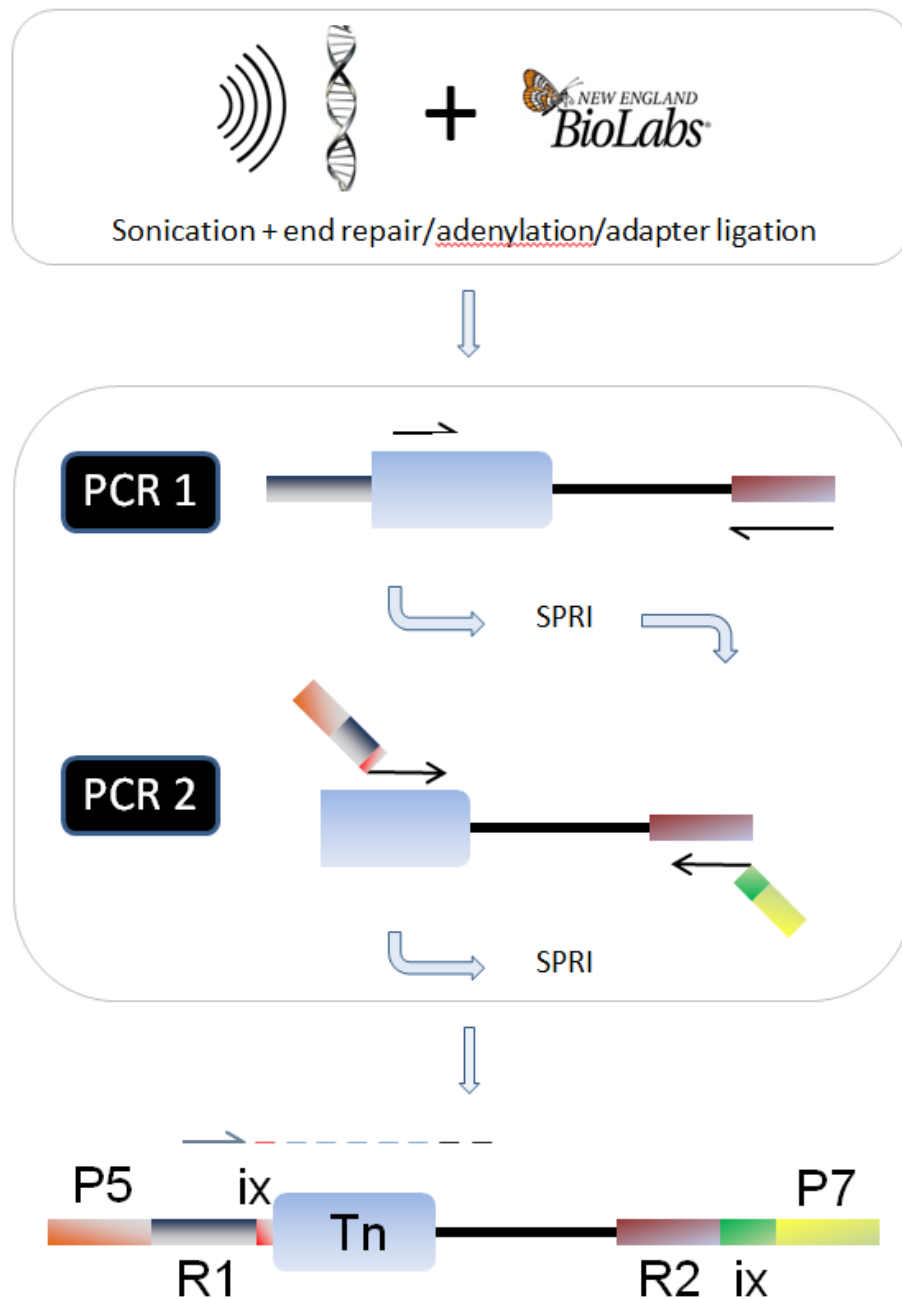 +
NEW ENGLAND
BioLabs®
Sonication + end repair/adenylation/adapter ligation
PCR 1
SPRI
PCR 2
SPRI
P5 ix P7
Tn
R1 R2 ix